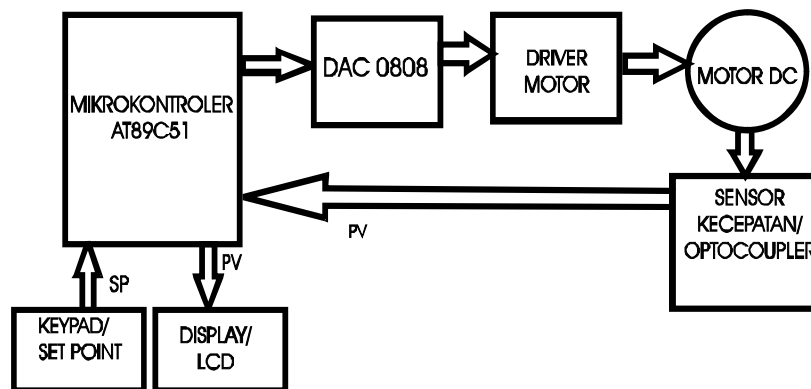 MIKROKONTROLER
AT89C51
DAC 0808
DRIVER
MOTOR
MOTOR DC
SENSOR
KECEPATAN/
OPTOCOUPLER
PV
SP
PV
KEYPAD/
SET POINT
DISPLAY/
LCD